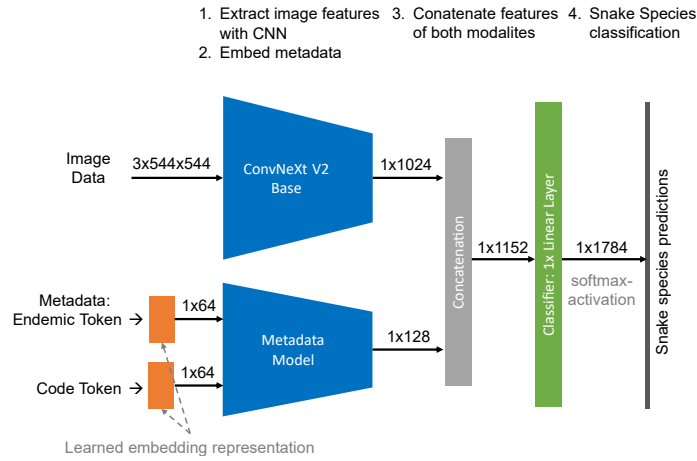 1. Extract image features
with CNN
2. Embed metadata
3. Conatenate features
of both modalites
4. Snake Species
classification
Image
Data
3x544x544
ConvNeXt V2
Base
1x1024
Metadata:
Endemic Token →
1x64
Code Token →
1x64
Metadata
Model
1x128
Learned embedding representation
Concatenation
1x1152
Classifier: 1x Linear Layer
1x1784
softmax-
activation
Snake species predictions